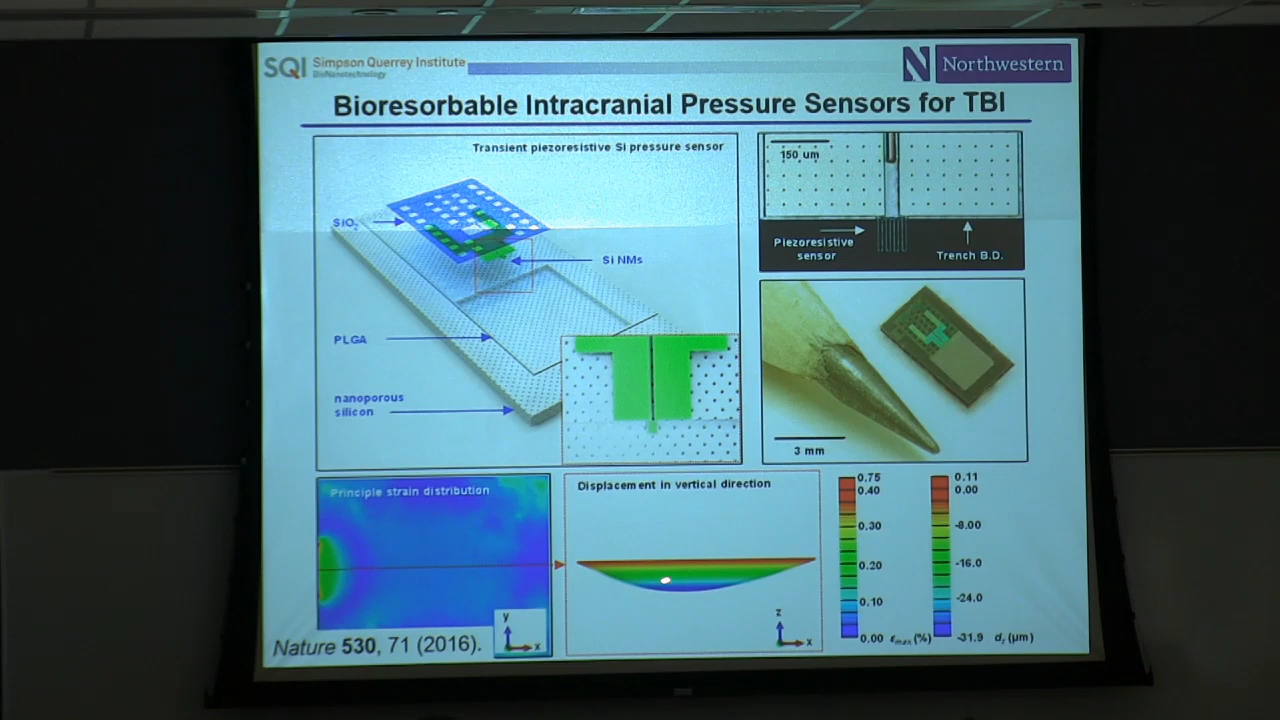 SQI Simpson Querrey Institute
BioNanotechnology
N Northwestern
Bioresorbable Intracranial Pressure Sensors for TBI
Transient piezoresistive Si pressure sensor
SiO2
Si NMs
PLGA
nanoporous
silicon
150 um
Piezoresistive
sensor
Trench B.D.
3 mm
Principle strain distribution
y
x
Displacement in vertical direction
z
x
0.75
0.40
0.30
0.20
0.10
0.00 εmax (%)
0.11
0.00
-8.00
-16.0
-24.0
-31.9 dz (μm)
Nature 530, 71 (2016).